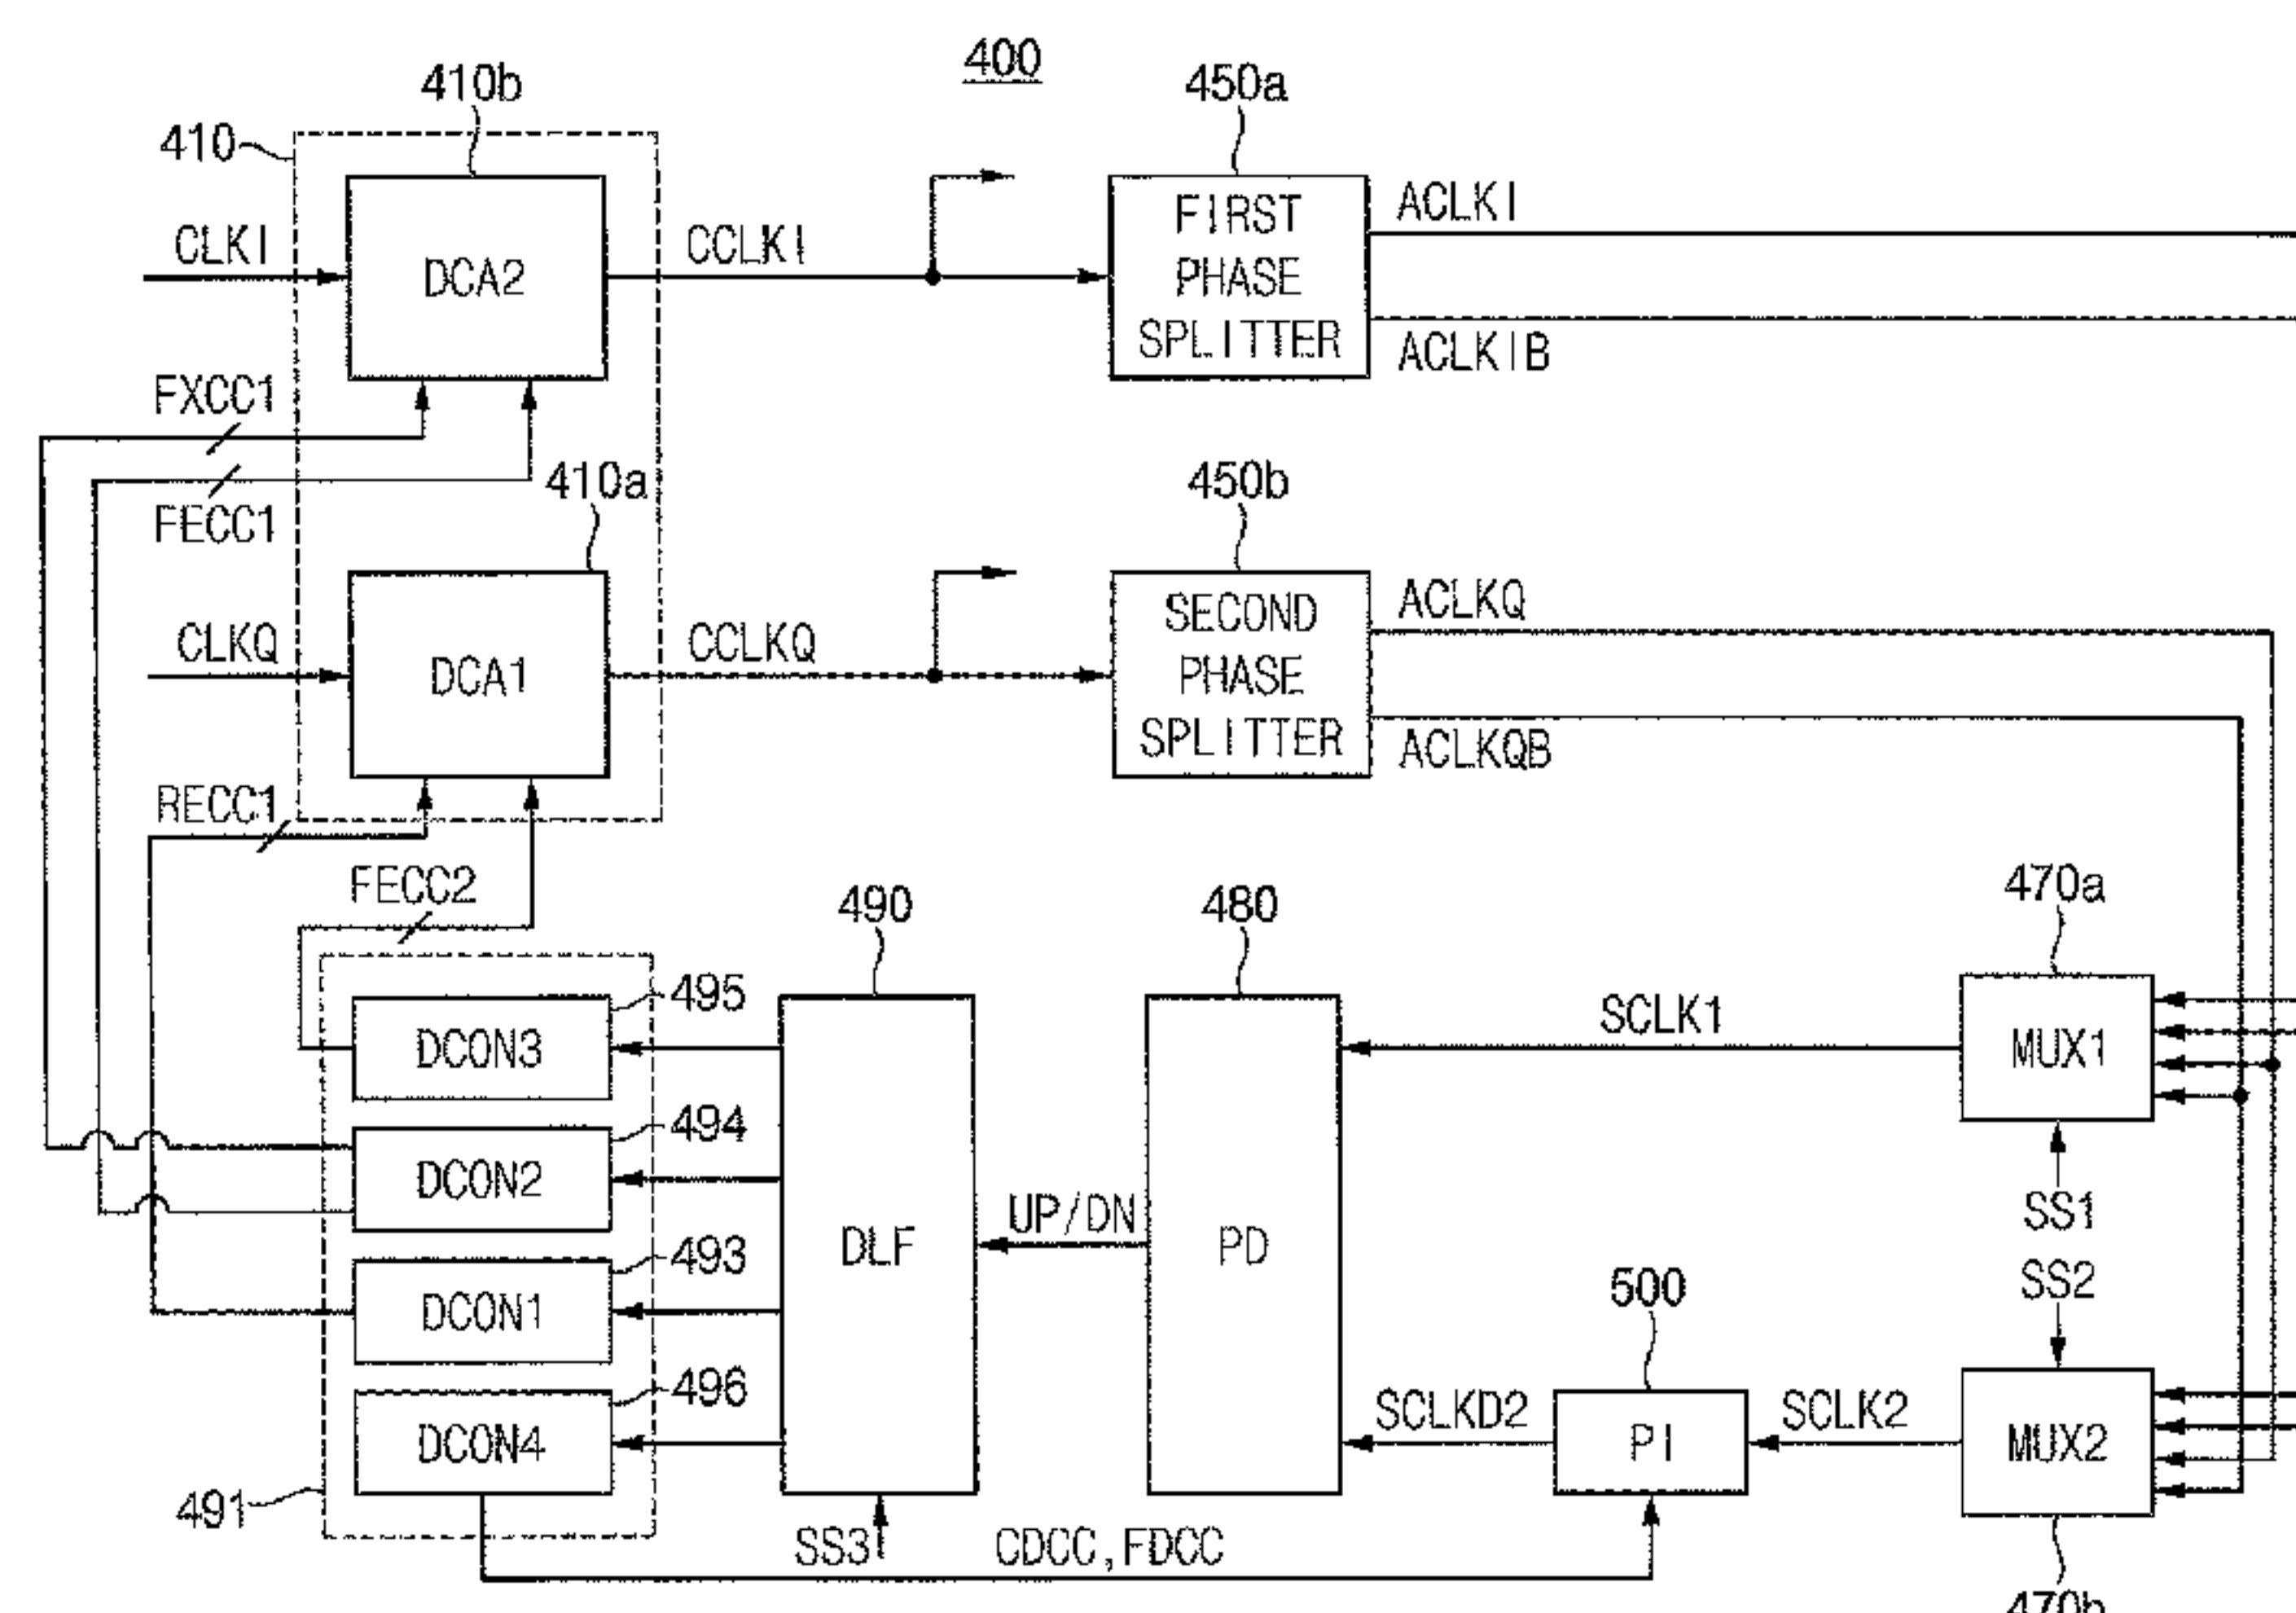 400
410b
450a
410
FIRST
PHASE
SPLITTER
ACLKI
CLKI
DCA2
CCLKI
ACLKIB
FXCC1
410a
450b
FECC1
SECOND
PHASE
SPLITTER
ACLKQ
CLKQ
DCA1
CCLKQ
ACLKQB
RECC1
FECC2
490
480
470a
495
DCON3
SCLK1
MUX1
494
DCON2
UP/DN
SS1
493
DLF
PD
SS2
DCON1
500
496
DCON4
SCLKD2
PI
SCLK2
MUX2
491
SS3
CDCC,FDCC
470b